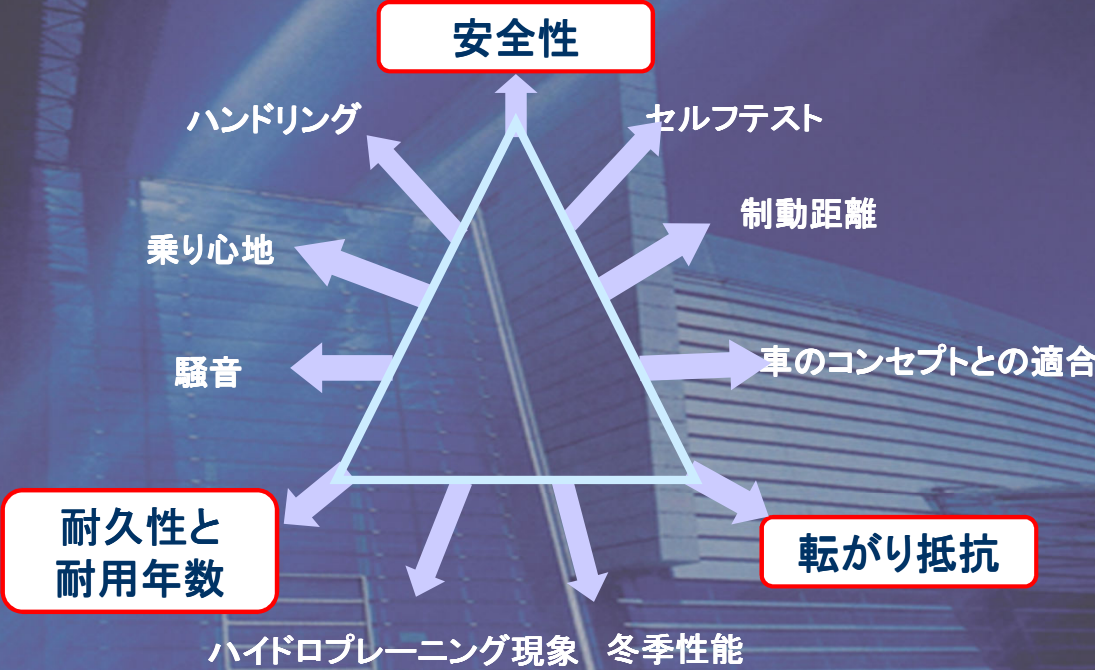 安全性
ハンドリング
セルフテスト
制動距離
乗り心地
騒音
車のコンセプトとの適合
耐久性と
耐用年数
転がり抵抗
ハイドロプレーニング現象
冬季性能